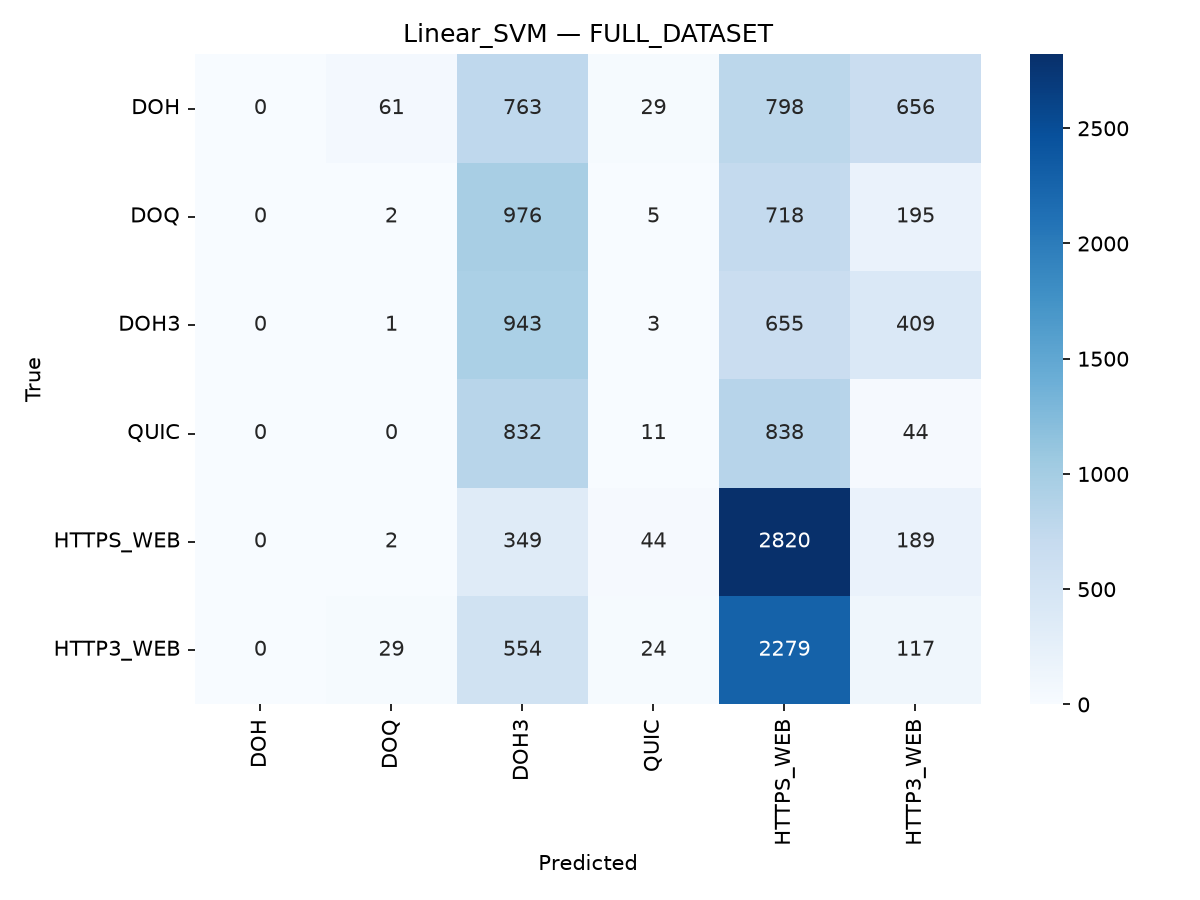 Linear_SVM — FULL_DATASET
DOH 0 61 763 29 798 656
DOQ 0 2 976 5 718 195
DOH3 0 1 943 3 655 409
QUIC 0 0 832 11 838 44
HTTPS_WEB 0 2 349 44 2820 189
HTTP3_WEB 0 29 554 24 2279 117
True
DOH DOQ DOH3 QUIC HTTPS_WEB HTTP3_WEB
Predicted
2500
2000
1500
1000
500
0